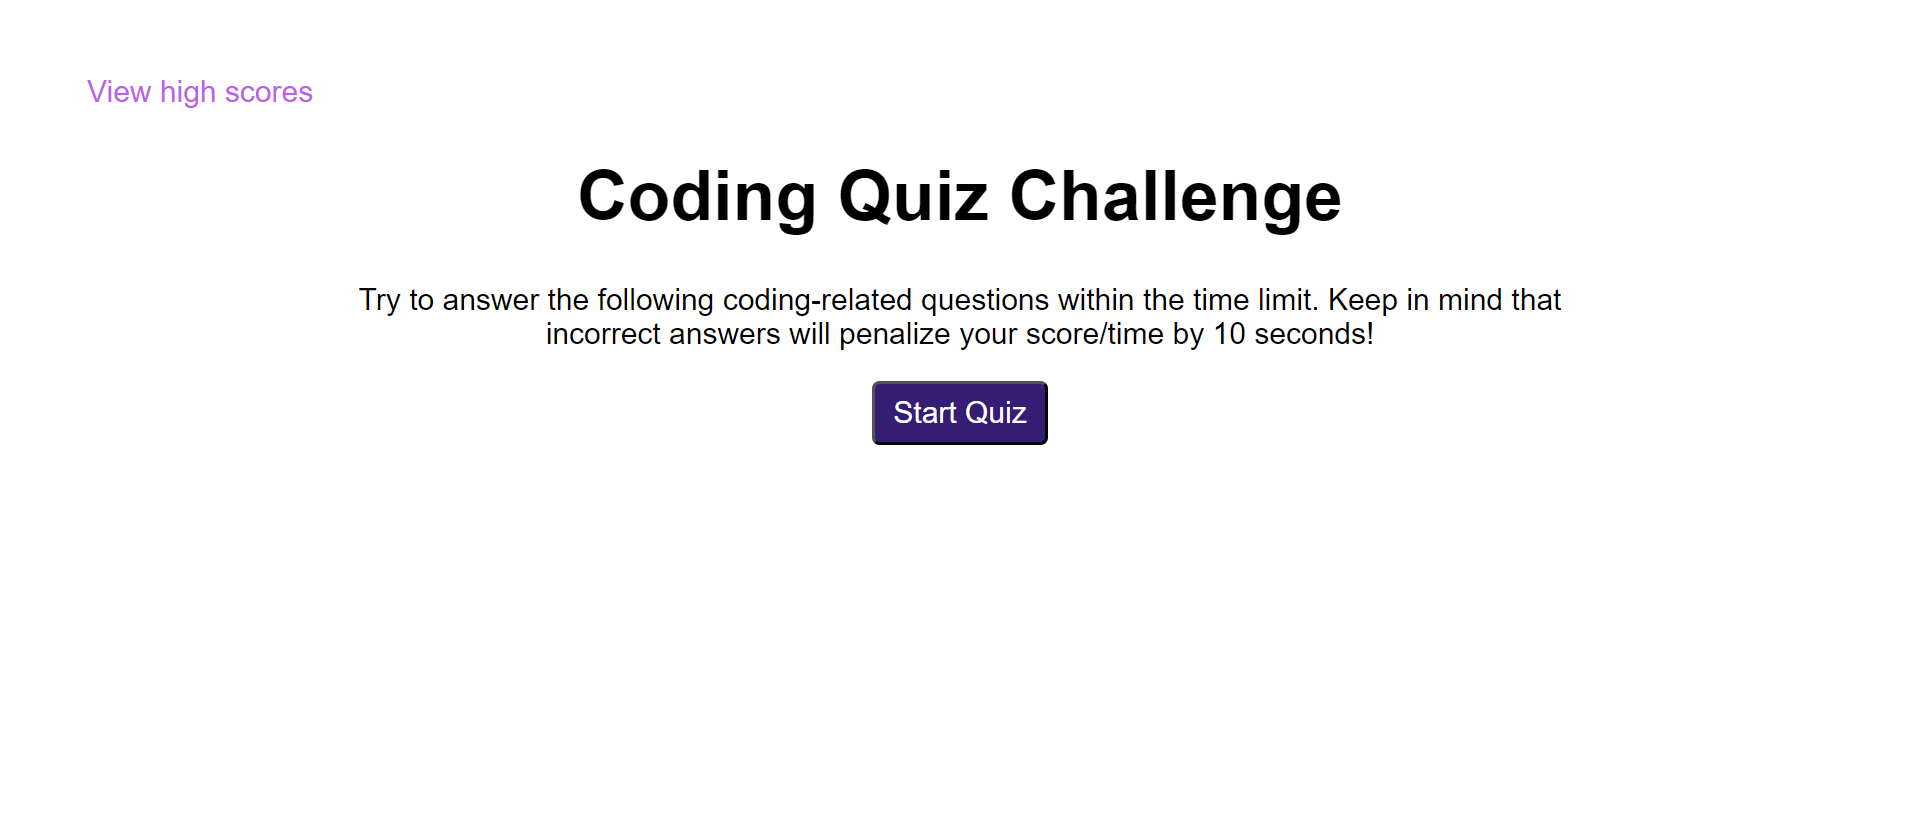 View high scores
Coding Quiz Challenge
Try to answer the following coding-related questions within the time limit. Keep in mind that
incorrect answers will penalize your score/time by 10 seconds!
Start Quiz